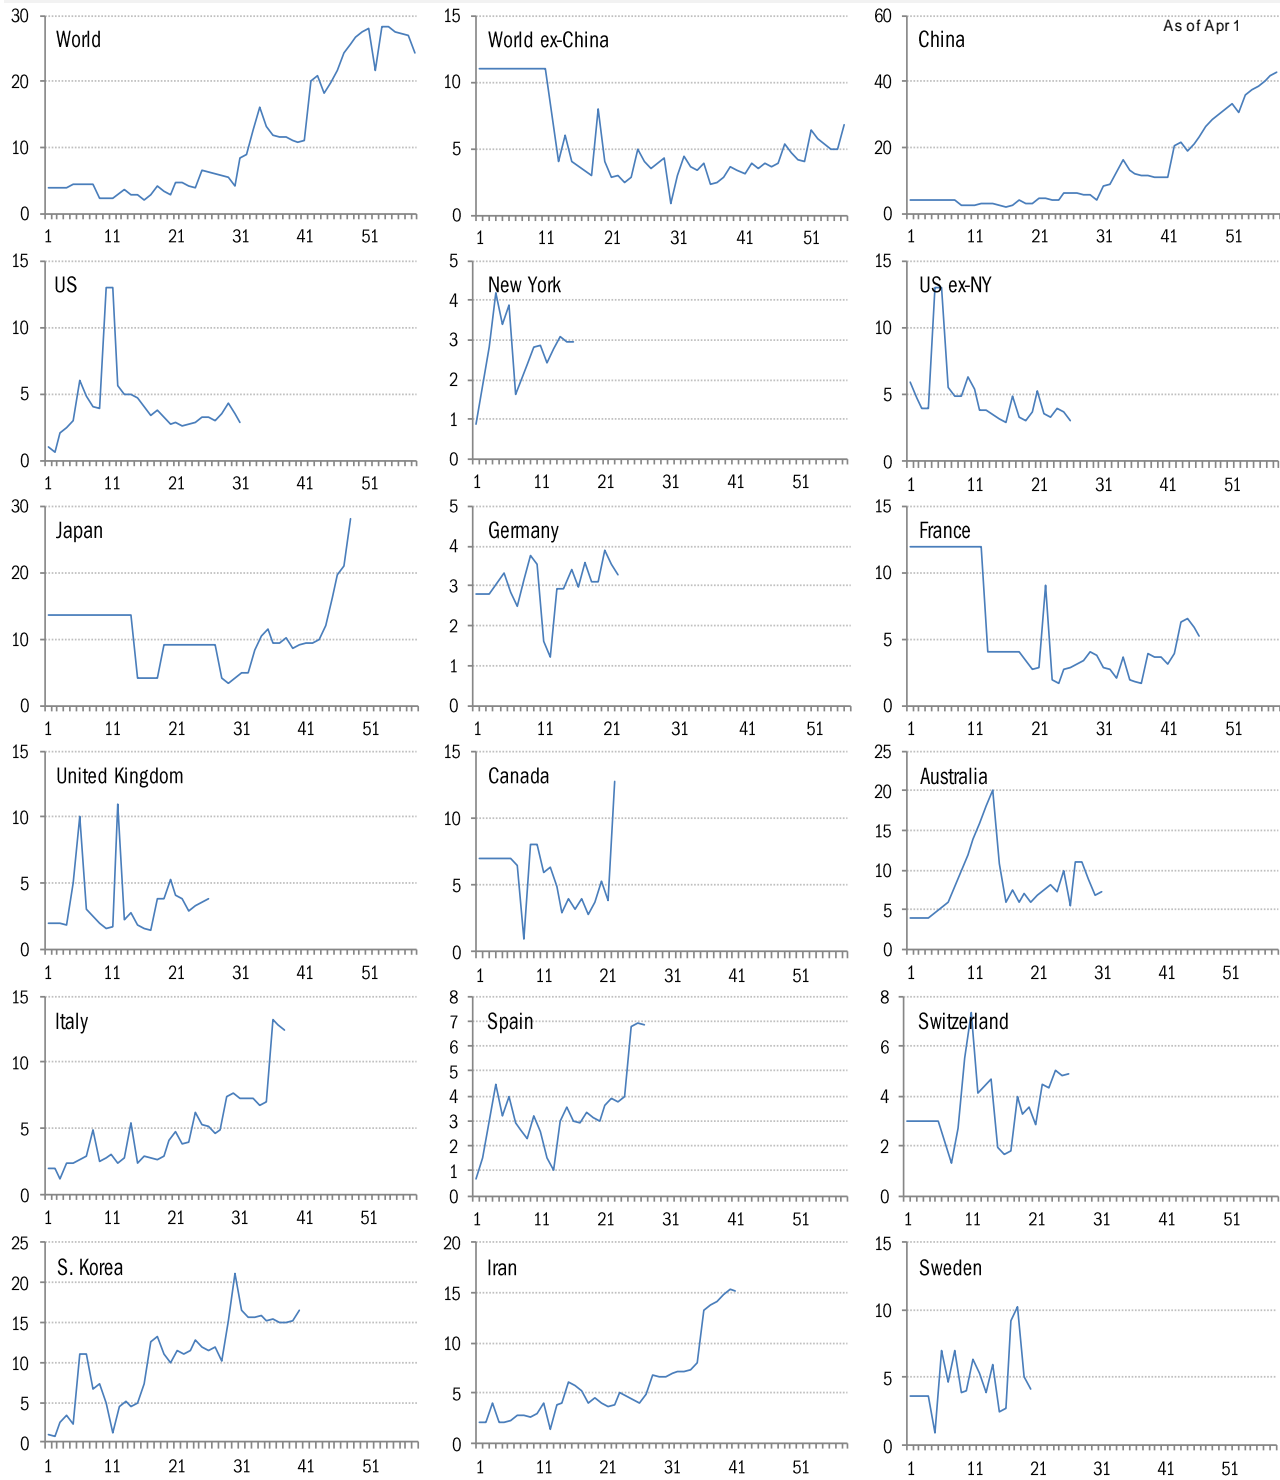 World
30
20
10
0
1 11 21 31 41 51
World ex-China
15
10
5
0
1 11 21 31 41 51
China
As of Apr 1
60
40
20
0
1 11 21 31 41 51
US
15
10
5
0
1 11 21 31 41 51
New York
5
4
3
2
1
0
1 11 21 31 41 51
US ex-NY
15
10
5
0
1 11 21 31 41 51
Japan
30
20
10
0
1 11 21 31 41 51
Germany
5
4
3
2
1
0
1 11 21 31 41 51
France
15
10
5
0
1 11 21 31 41 51
United Kingdom
15
10
5
0
1 11 21 31 41 51
Canada
15
10
5
0
1 11 21 31 41 51
Australia
25
20
15
10
5
0
1 11 21 31 41 51
Italy
15
10
5
0
1 11 21 31 41 51
Spain
8
7
6
5
4
3
2
1
0
1 11 21 31 41 51
Switzerland
8
6
4
2
0
1 11 21 31 41 51
S. Korea
25
20
15
10
5
0
1 11 21 31 41 51
Iran
20
15
10
5
0
1 11 21 31 41 51
Sweden
15
10
5
0
1 11 21 31 41 51